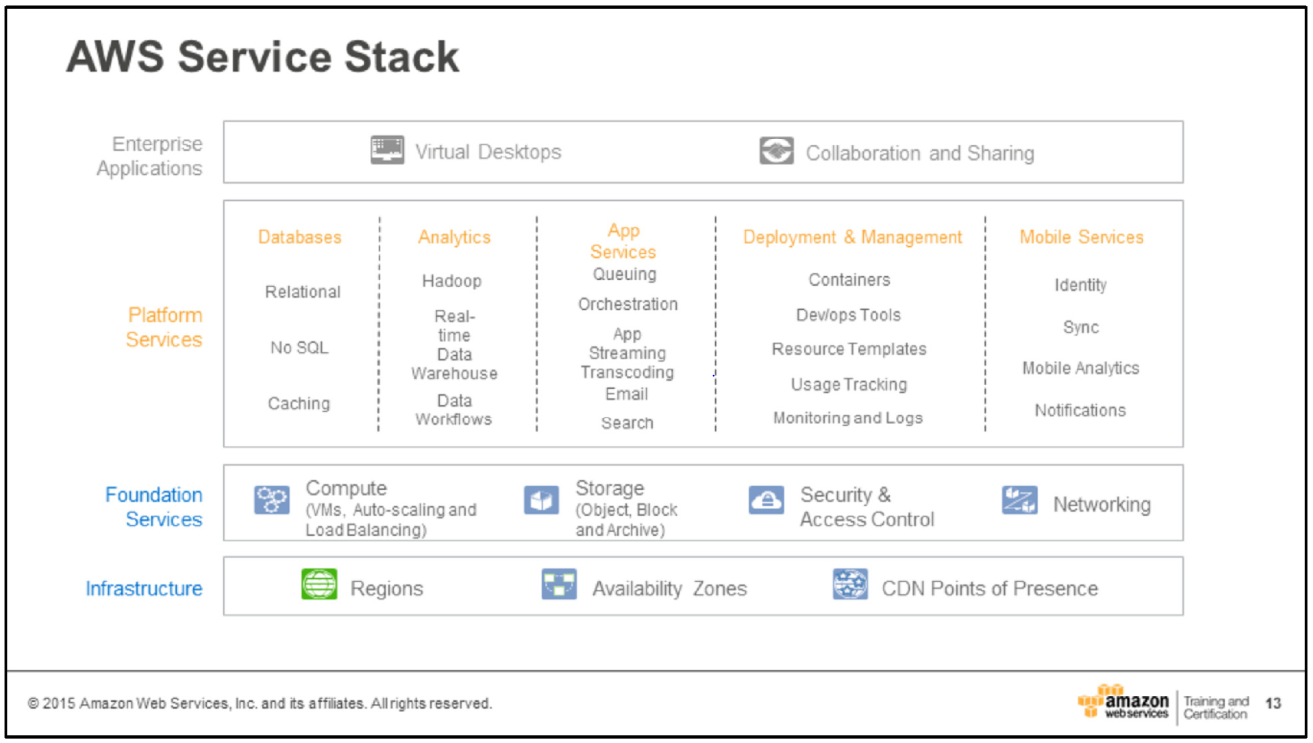 AWS Service Stack
Enterprise
Applications
Virtual Desktops
Collaboration and Sharing
Platform
Services
Databases
Relational
No SQL
Caching
Analytics
Hadoop
Real-
time
Data
Warehouse
Data
Workflows
App
Services
Queuing
Orchestration
App
Streaming
Transcoding
Email
Search
Deployment & Management
Containers
Dev/ops Tools
Resource Templates
Usage Tracking
Monitoring and Logs
Mobile Services
Identity
Sync
Mobile Analytics
Notifications
Foundation
Services
Compute
(VMs, Auto-scaling and
Load Balancing)
Storage
(Object, Block
and Archive)
Security &
Access Control
Networking
Infrastructure
Regions
Availability Zones
CDN Points of Presence
© 2015 Amazon Web Services, Inc. and its affiliates. All rights reserved.
amazon
webservices
Training and
Certification
13